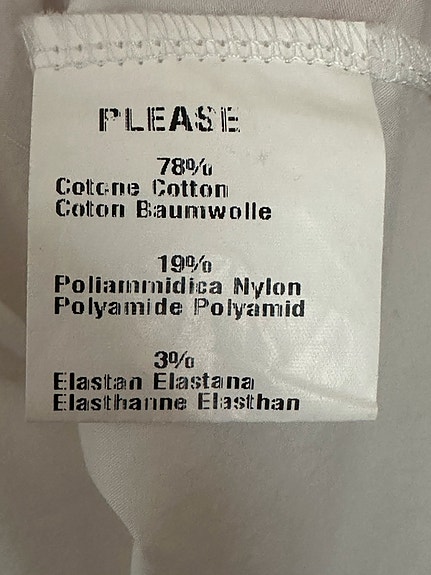 PLEASE
78%
Cotone Cotton
Coton Baumwolle
19%
Poliammidica Nylon
Polyamide Polyamid
3%
Elastan Elastana
Elasthanne Elasthan